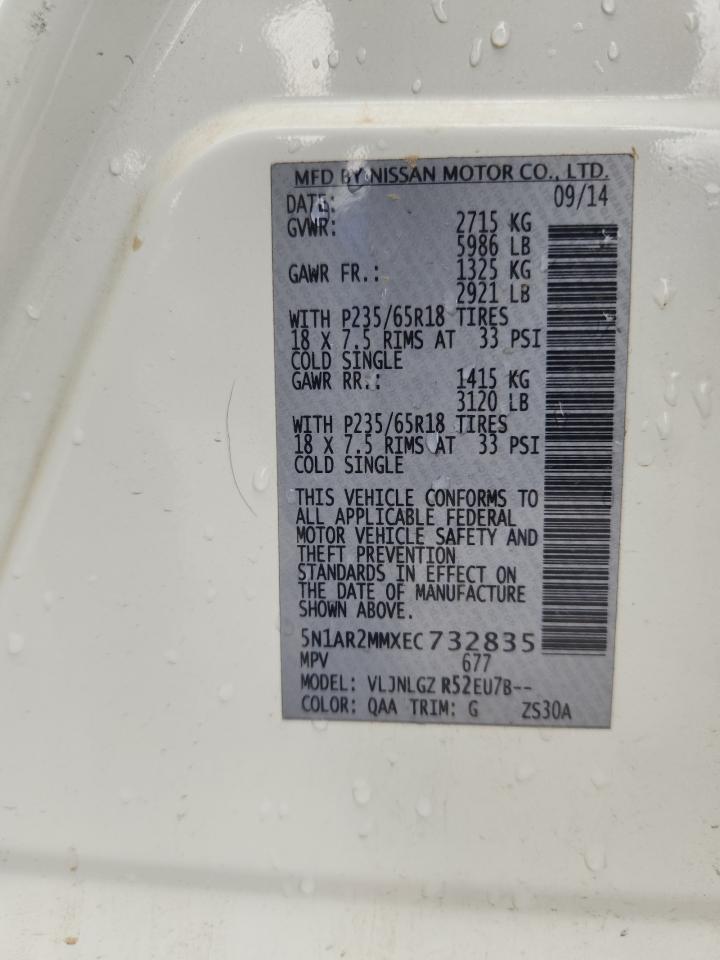 MFD BY NISSAN MOTOR CO., LTD.
DATE: 09/14
GVWR: 2715 KG
5986 LB
GAWR FR.: 1325 KG
2921 LB
WITH P235/65R18 TIRES
18 X 7.5 RIMS AT 33 PSI
COLD SINGLE
GAWR RR.: 1415 KG
3120 LB
WITH P235/65R18 TIRES
18 X 7.5 RIMS AT 33 PSI
COLD SINGLE
THIS VEHICLE CONFORMS TO
ALL APPLICABLE FEDERAL
MOTOR VEHICLE SAFETY AND
THEFT PREVENTION
STANDARDS IN EFFECT ON
THE DATE OF MANUFACTURE
SHOWN ABOVE.
5N1AR2MMXEC732835
MPV 677
MODEL: VLJNLGZ R52EU7B--
COLOR: QAA TRIM: G ZS30A